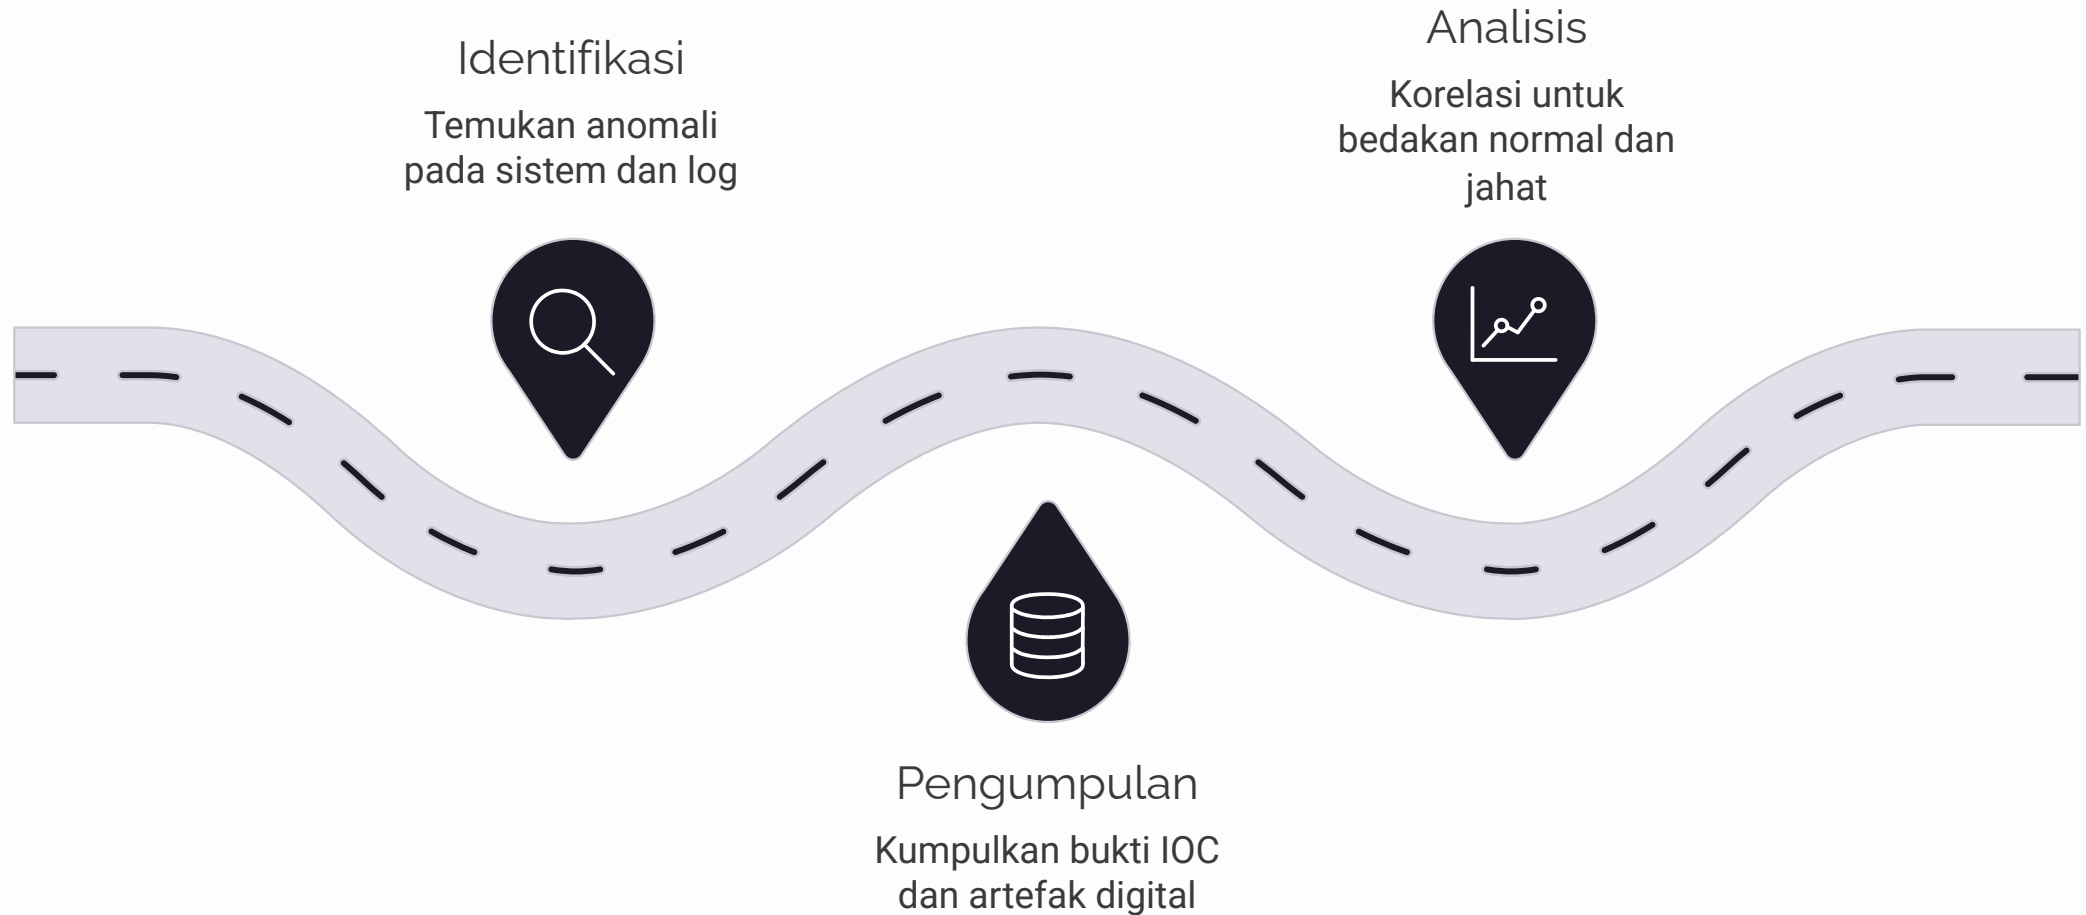 Identifikasi
Temukan anomali
pada sistem dan log
Pengumpulan
Kumpulkan bukti IOC
dan artefak digital
Analisis
Korelasi untuk
bedakan normal dan
jahat